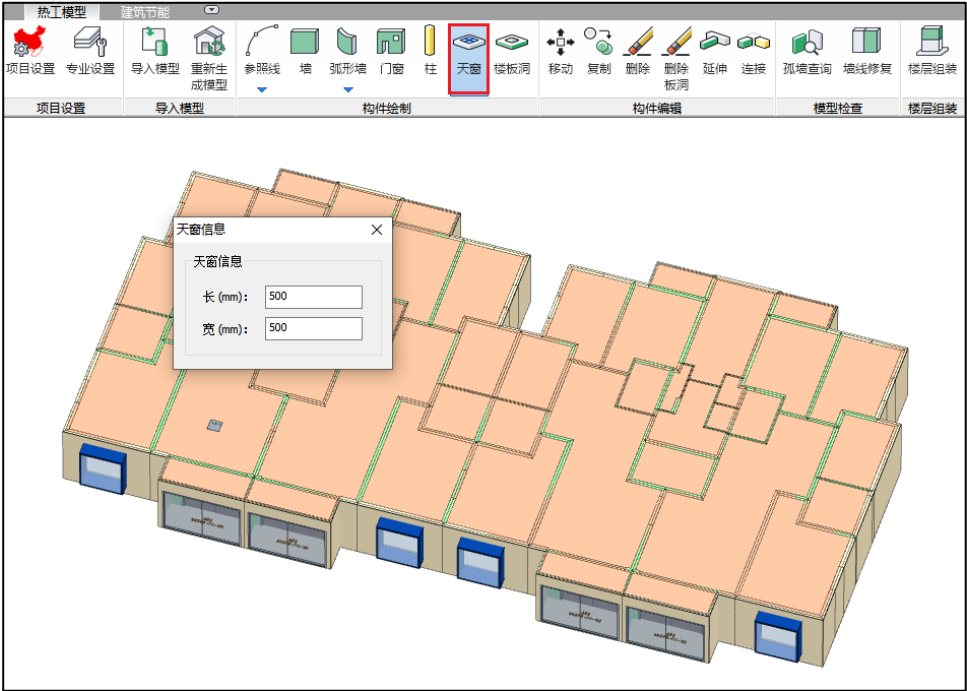 热工模型 建筑节能
项目设置 专业设置 导入模型 重新生成模型 参照线 墙 弧形墙 门窗 柱 天窗 楼板洞 移动 复制 删除 删除板洞 延伸 连接 孤墙查询 墙线修复 楼层组装
项目设置 导入模型 构件绘制 构件编辑 模型检查 楼层组装
天窗信息
天窗信息
长(mm): 500
宽(mm): 500